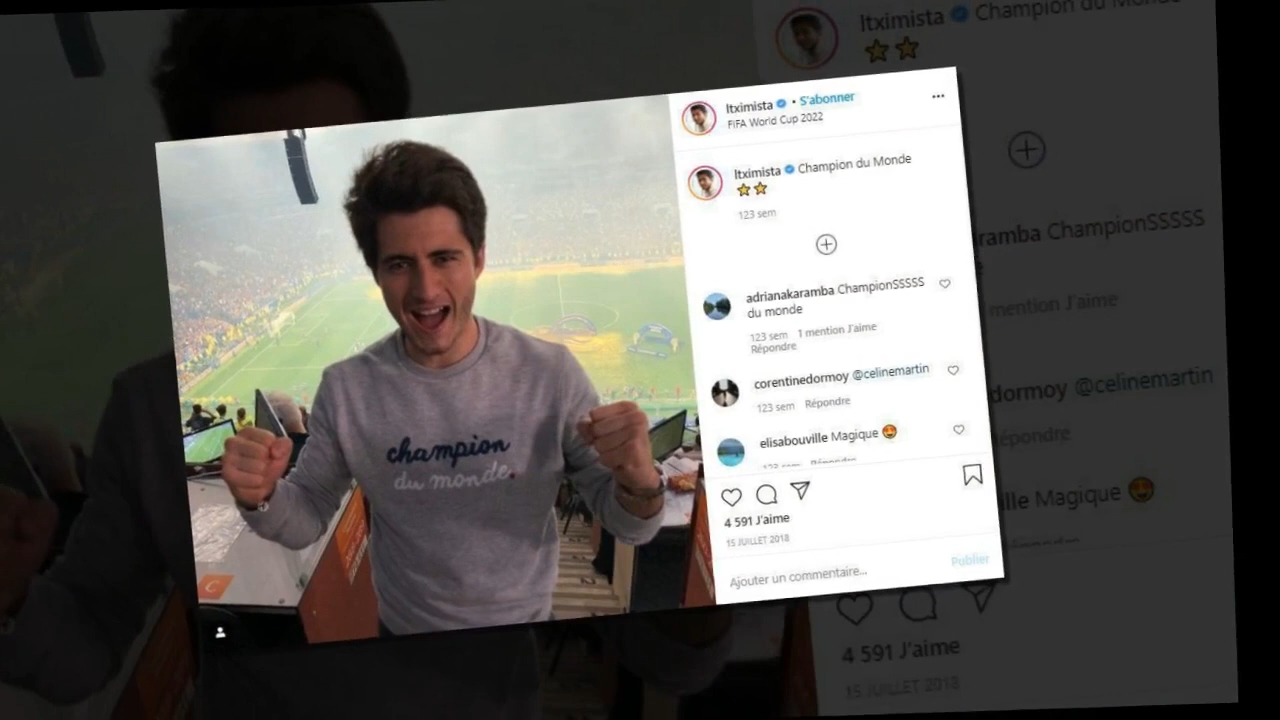 ltximista Champion du Monde
ltximista • S'abonner
FIFA World Cup 2022
ltximista Champion du Monde
123 sem
adrianakaramba ChampionSSSSS
du monde
123 sem 1 mention J'aime
Répondre
corentinedormoy @celinemartin
123 sem Répondre
elisabouville Magique 😍
123 sem Répondre
4 591 J'aime
15 JUILLET 2018
Ajouter un commentaire...
Publier
champion
du monde.
C
ramba ChampionSSSSS
mention J'aime
dormoy @celinemartin
épondre
lle Magique 😍
4 591 J'aime
15 JUILLET 2018